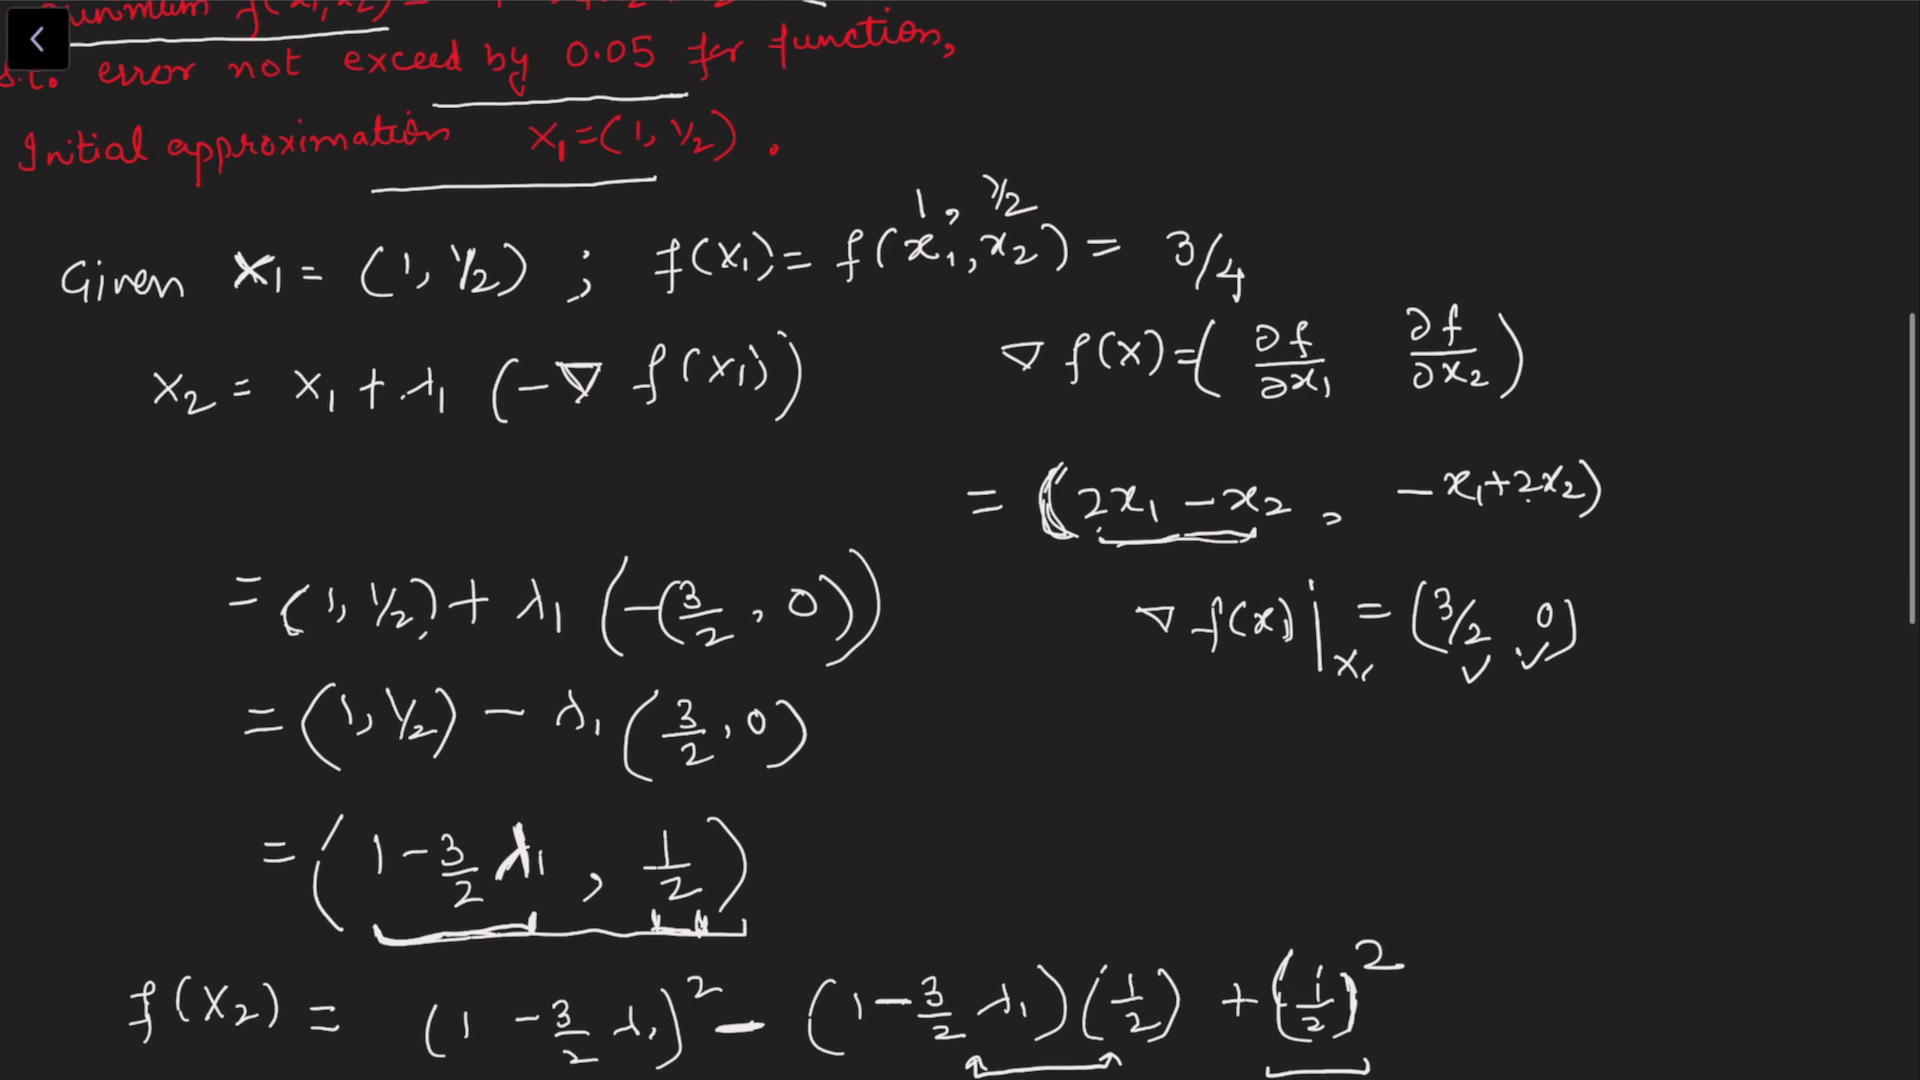 f(x₁,x₂)=
s.to error not exceed by 0.05 for function,
Initial approximation X₁=(1, 1/2).
1, 1/2
Given X₁ = (1, 1/2) ; f(X₁)= f(x₁,x₂) = 3/4
X₂ = X₁ + λ₁ (-∇ f(X₁))
∇ f(X)=( ∂f/∂x₁ ∂f/∂x₂ )
= (2x₁ - x₂ , -x₁+2x₂)
= (1, 1/2) + λ₁ (-(3/2, 0))
∇ f(X)|X₁ = (3/2, 0)
= (1, 1/2) - λ₁ (3/2, 0)
= (1 - 3/2 λ₁ , 1/2)
f(X₂) = (1 - 3/2 λ₁)² - (1 - 3/2 λ₁)(1/2) + (1/2)²